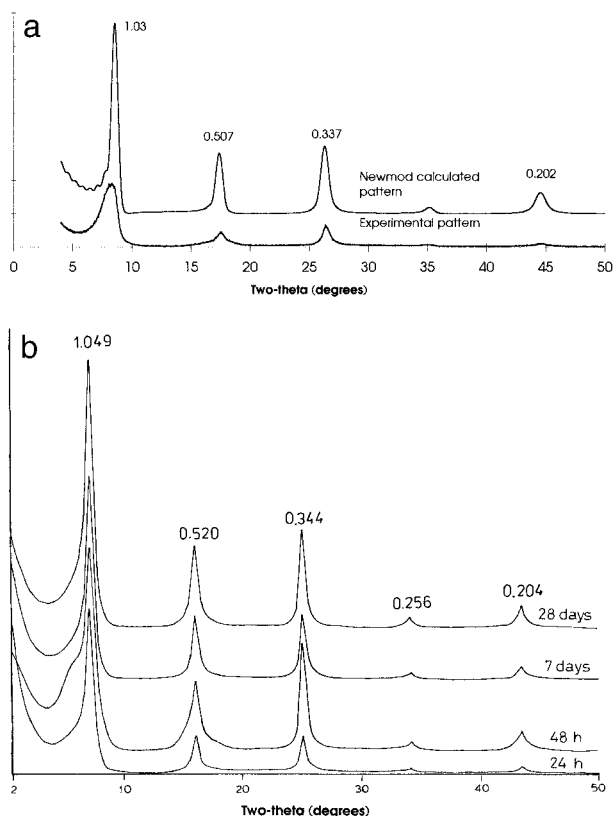 a
1.03
0.507
0.337
0.202
Newmod calculated
pattern
Experimental pattern
0 5 10 15 20 25 30 35 40 45 50
Two-theta (degrees)
b
1.049
0.520
0.344
0.256
0.204
28 days
7 days
48 h
24 h
2 10 20 30 40 50
Two-theta (degrees)